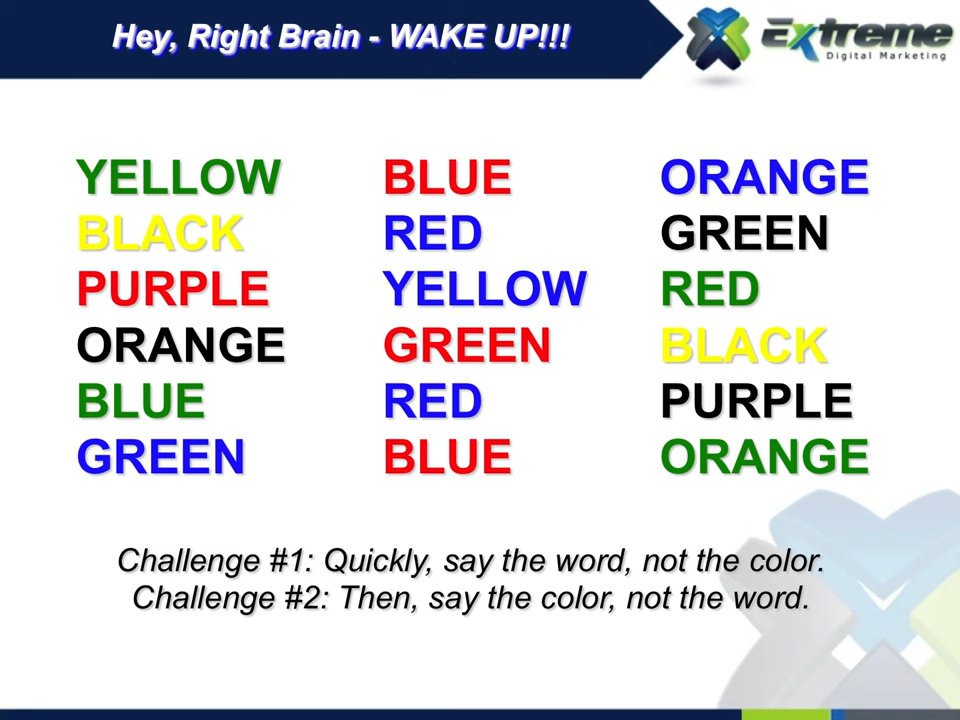 Hey, Right Brain - WAKE UP!!!
Extreme
Digital Marketing
YELLOW BLUE ORANGE
BLACK RED GREEN
PURPLE YELLOW RED
ORANGE GREEN BLACK
BLUE RED PURPLE
GREEN BLUE ORANGE
Challenge #1: Quickly, say the word, not the color.
Challenge #2: Then, say the color, not the word.